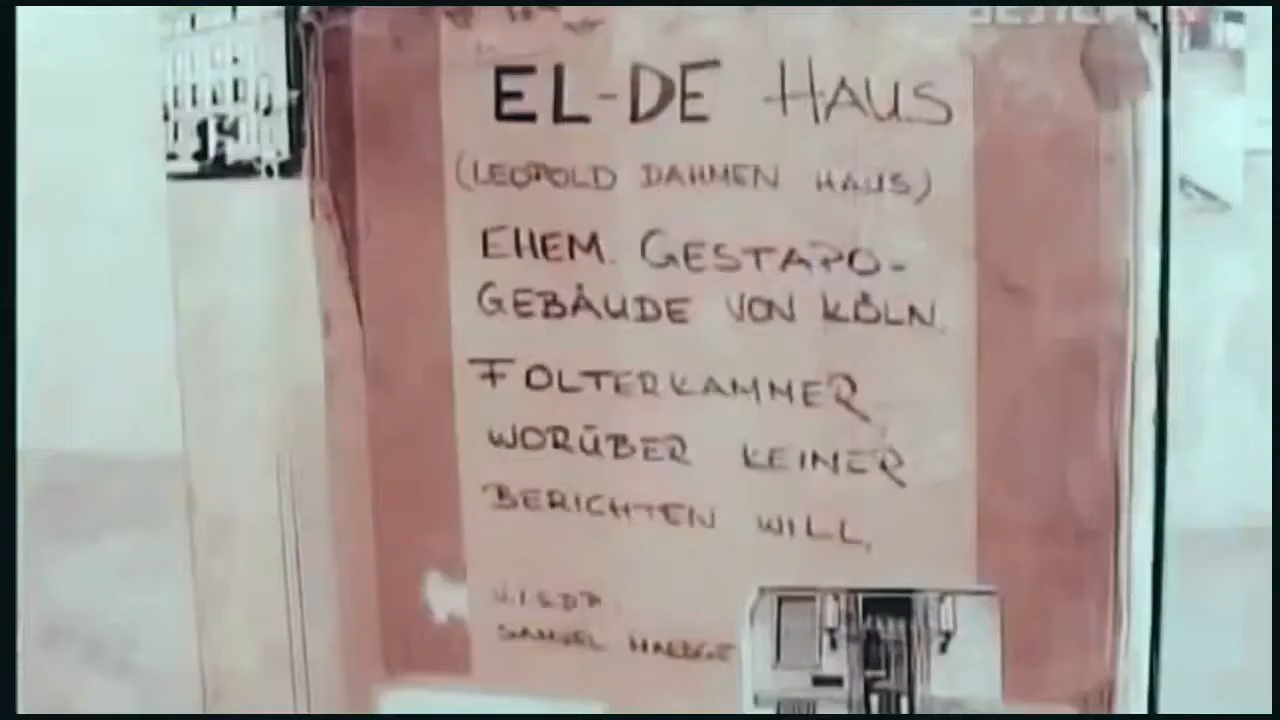 EL-DE HAUS
(LEOPOLD DAHMEN HAUS)
EHEM. GESTAPO-
GEBÄUDE VON KÖLN.
FOLTERKAMMER
WORÜBER KEINER
BERICHTEN WILL.
V.I.S.D.P.